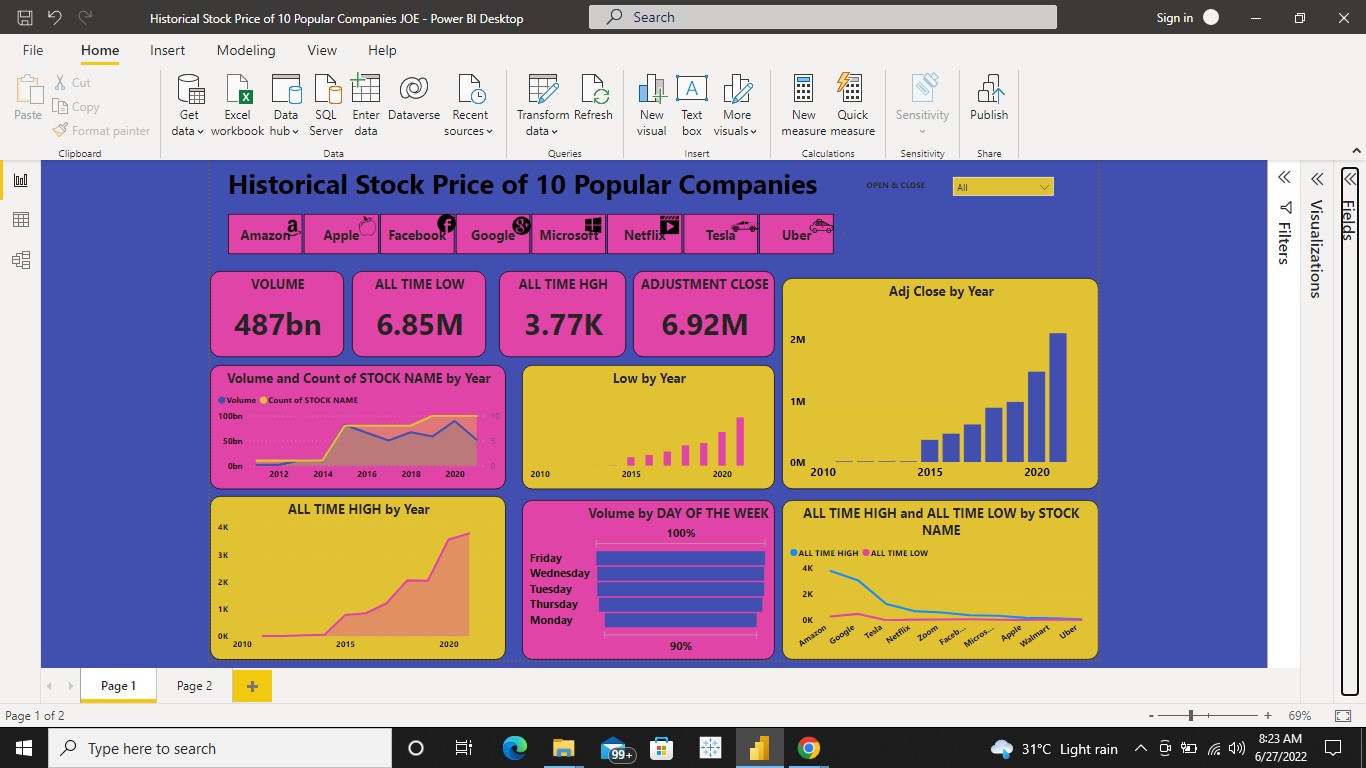 Historical Stock Price of 10 Popular Companies JOE - Power BI Desktop
Search
Sign in
File Home Insert Modeling View Help
Paste
Cut
Copy
Format painter
Get data
Excel workbook
Data hub
SQL Server
Enter data
Dataverse
Recent sources
Transform data
Refresh
New visual
Text box
More visuals
New measure
Quick measure
Sensitivity
Publish
Clipboard Data Queries Insert Calculations Sensitivity Share
Historical Stock Price of 10 Popular Companies
OPEN & CLOSE
All
Amazon Apple Facebook Google Microsoft Netflix Tesla Uber
VOLUME
487bn
ALL TIME LOW
6.85M
ALL TIME HGH
3.77K
ADJUSTMENT CLOSE
6.92M
Adj Close by Year
2M
1M
0M
2010 2015 2020
Volume and Count of STOCK NAME by Year
Volume Count of STOCK NAME
100bn 10
50bn 5
0bn 0
2012 2014 2016 2018 2020
Low by Year
2010 2015 2020
ALL TIME HIGH by Year
4K
3K
2K
1K
0K
2010 2015 2020
Volume by DAY OF THE WEEK
100%
Friday
Wednesday
Tuesday
Thursday
Monday
90%
ALL TIME HIGH and ALL TIME LOW by STOCK
NAME
ALL TIME HIGH ALL TIME LOW
4K
2K
0K
Amazon Google Tesla Netflix Zoom Faceb... Micros... Apple Walmart Uber
Filters
Visualizations
Fields
Page 1 Page 2
Page 1 of 2
- + 69%
Type here to search
99+
31°C Light rain
8:23 AM
6/27/2022